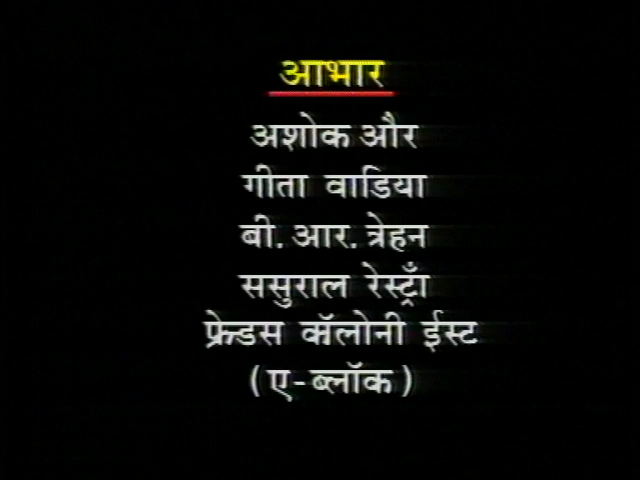 आभार
अशोक और
गीता वाडिया
बी. आर. त्रेहन
ससुराल रेस्ट्राँ
फ्रेन्डस कॅालोनी ईस्ट
(ए-ब्लॉक)